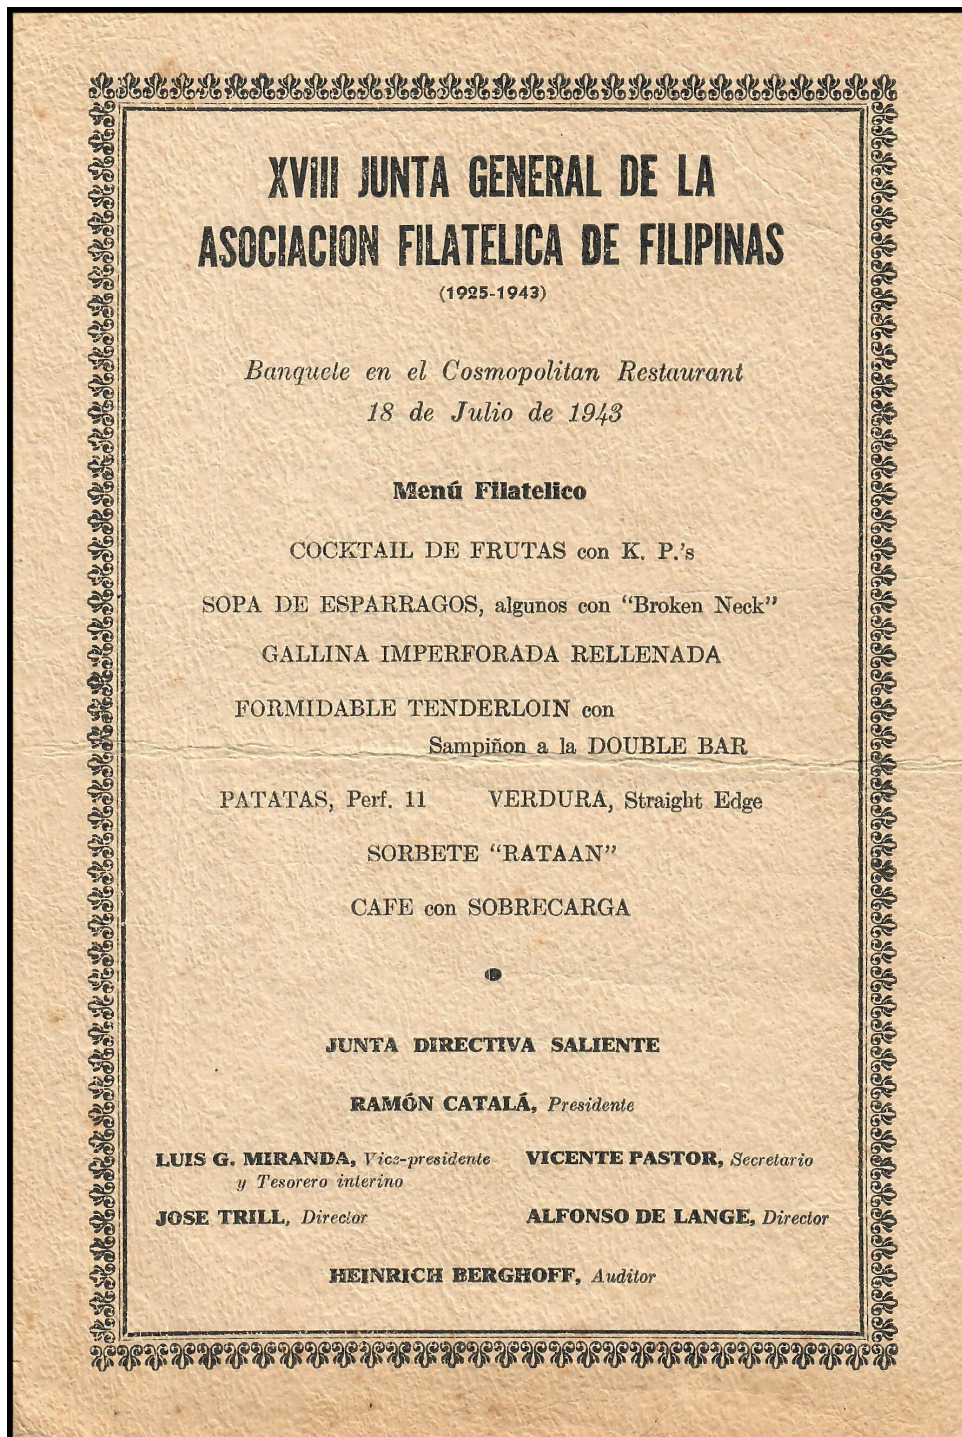 XVIII JUNTA GENERAL DE LA
ASOCIACION FILATELICA DE FILIPINAS
(1925-1943)
Banquete en el Cosmopolitan Restaurant
18 de Julio de 1943
Menú Filatelico
COCKTAIL DE FRUTAS con K. P.'s
SOPA DE ESPARRAGOS, algunos con "Broken Neck"
GALLINA IMPERFORADA RELLENADA
FORMIDABLE TENDERLOIN con
Sampiñon a la DOUBLE BAR
PATATAS, Perf. 11 VERDURA, Straight Edge
SORBETE "RATAAN"
CAFE con SOBRECARGA
JUNTA DIRECTIVA SALIENTE
RAMÓN CATALÁ, Presidente
LUIS G. MIRANDA, Vice-presidente VICENTE PASTOR, Secretario
y Tesorero interino
JOSE TRILL, Director ALFONSO DE LANGE, Director
HEINRICH BERGHOFF, Auditor